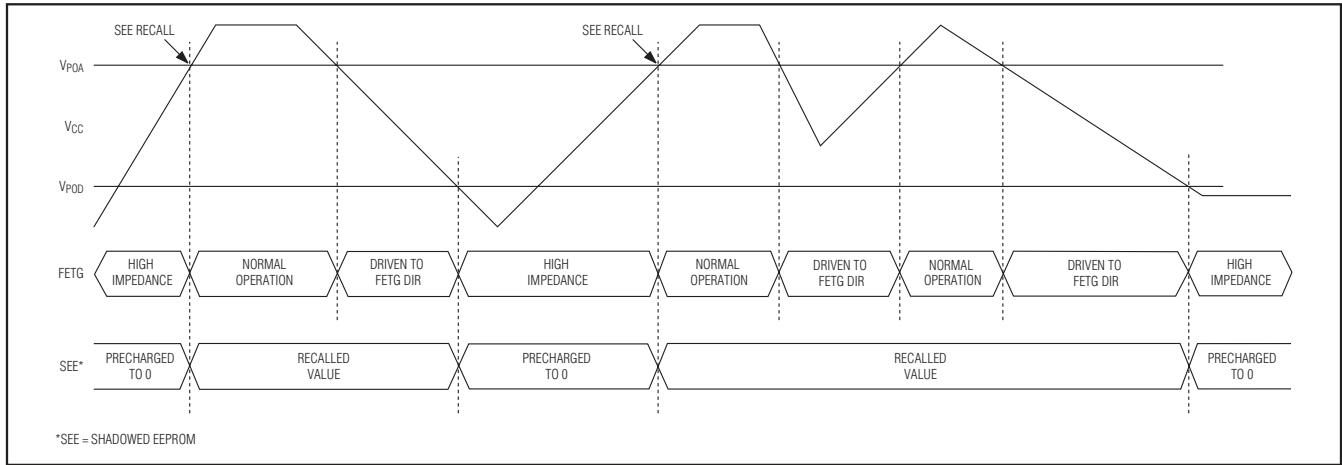 SEE RECALL
SEE RECALL
VPOA
VCC
VPOD
FETG
HIGH
IMPEDANCE
NORMAL
OPERATION
DRIVEN TO
FETG DIR
HIGH
IMPEDANCE
NORMAL
OPERATION
DRIVEN TO
FETG DIR
NORMAL
OPERATION
DRIVEN TO
FETG DIR
HIGH
IMPEDANCE
SEE*
PRECHARGED
TO 0
RECALLED
VALUE
PRECHARGED
TO 0
RECALLED
VALUE
PRECHARGED
TO 0
*SEE = SHADOWED EEPROM